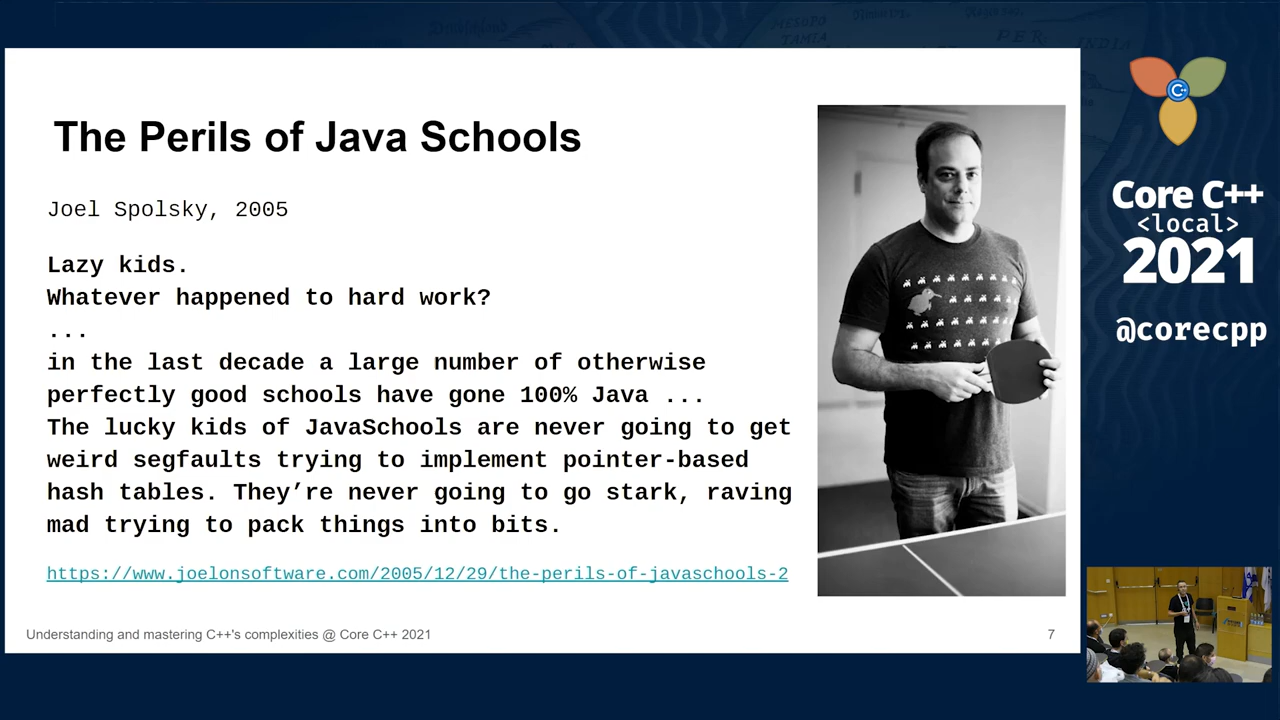 The Perils of Java Schools
Joel Spolsky, 2005
Lazy kids.
Whatever happened to hard work?
...
in the last decade a large number of otherwise
perfectly good schools have gone 100% Java ...
The lucky kids of JavaSchools are never going to get
weird segfaults trying to implement pointer-based
hash tables. They’re never going to go stark, raving
mad trying to pack things into bits.
https://www.joelonsoftware.com/2005/12/29/the-perils-of-javaschools-2
Understanding and mastering C++'s complexities @ Core C++ 2021
7
C++
Core C++
<local>
2021
@corecpp
MESOPO
TAMIA
PER.
INDIA